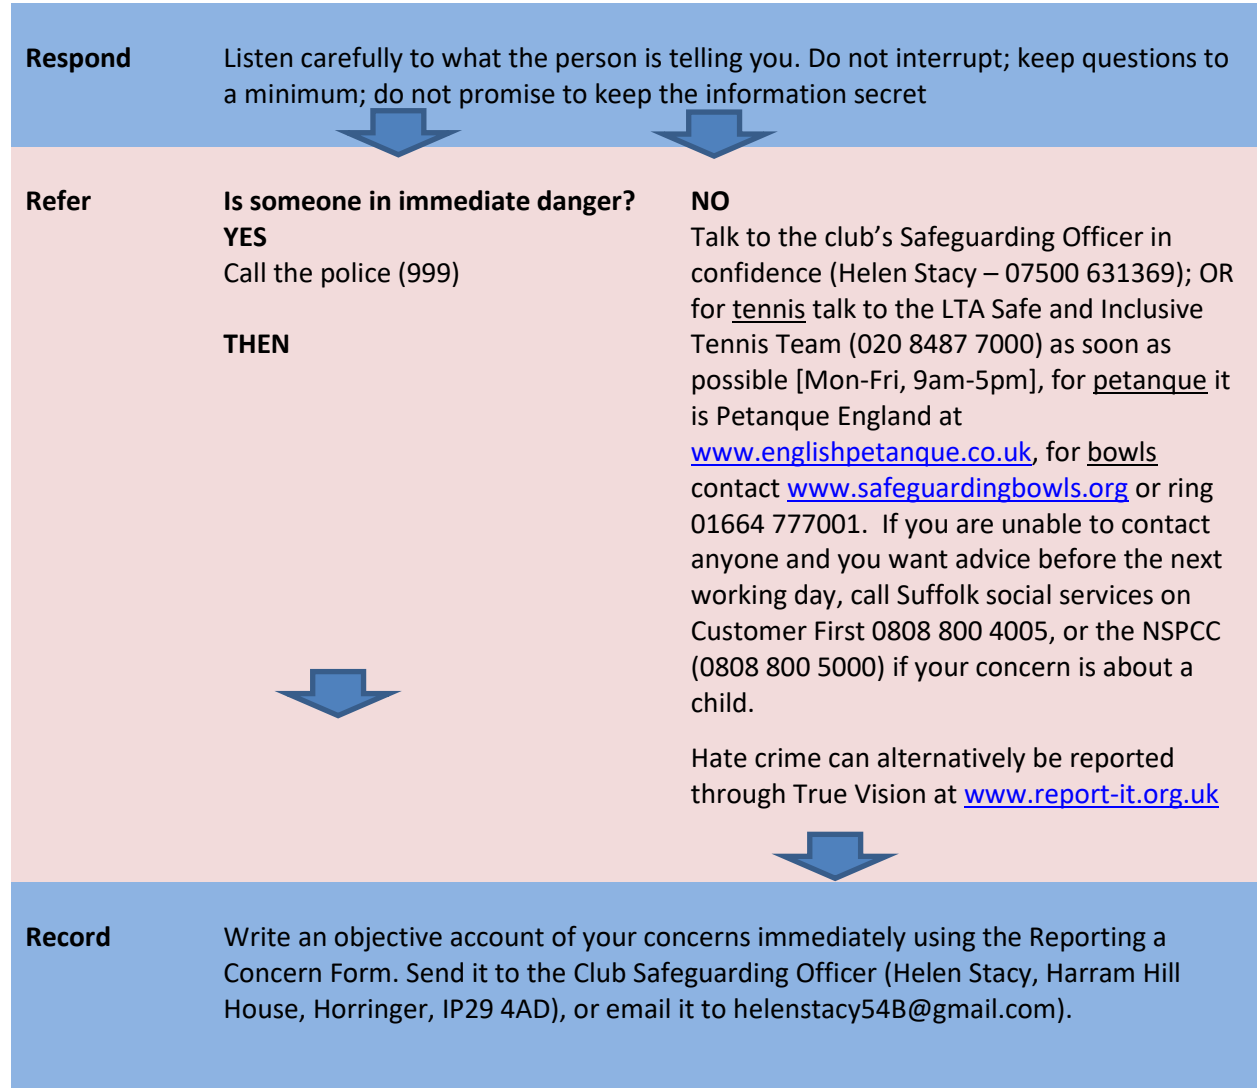 Respond
Listen carefully to what the person is telling you. Do not interrupt; keep questions to
a minimum; do not promise to keep the information secret
Refer
Is someone in immediate danger?
YES
Call the police (999)
THEN
NO
Talk to the club's Safeguarding Officer in
confidence (Helen Stacy – 07500 631369); OR
for tennis talk to the LTA Safe and Inclusive
Tennis Team (020 8487 7000) as soon as
possible [Mon-Fri, 9am-5pm], for petanque it
is Petanque England at
www.englishpetanque.co.uk, for bowls
contact www.safeguardingbowls.org or ring
01664 777001.  If you are unable to contact
anyone and you want advice before the next
working day, call Suffolk social services on
Customer First 0808 800 4005, or the NSPCC
(0808 800 5000) if your concern is about a
child.
Hate crime can alternatively be reported
through True Vision at www.report-it.org.uk
Record
Write an objective account of your concerns immediately using the Reporting a
Concern Form. Send it to the Club Safeguarding Officer (Helen Stacy, Harram Hill
House, Horringer, IP29 4AD), or email it to helenstacy54B@gmail.com).